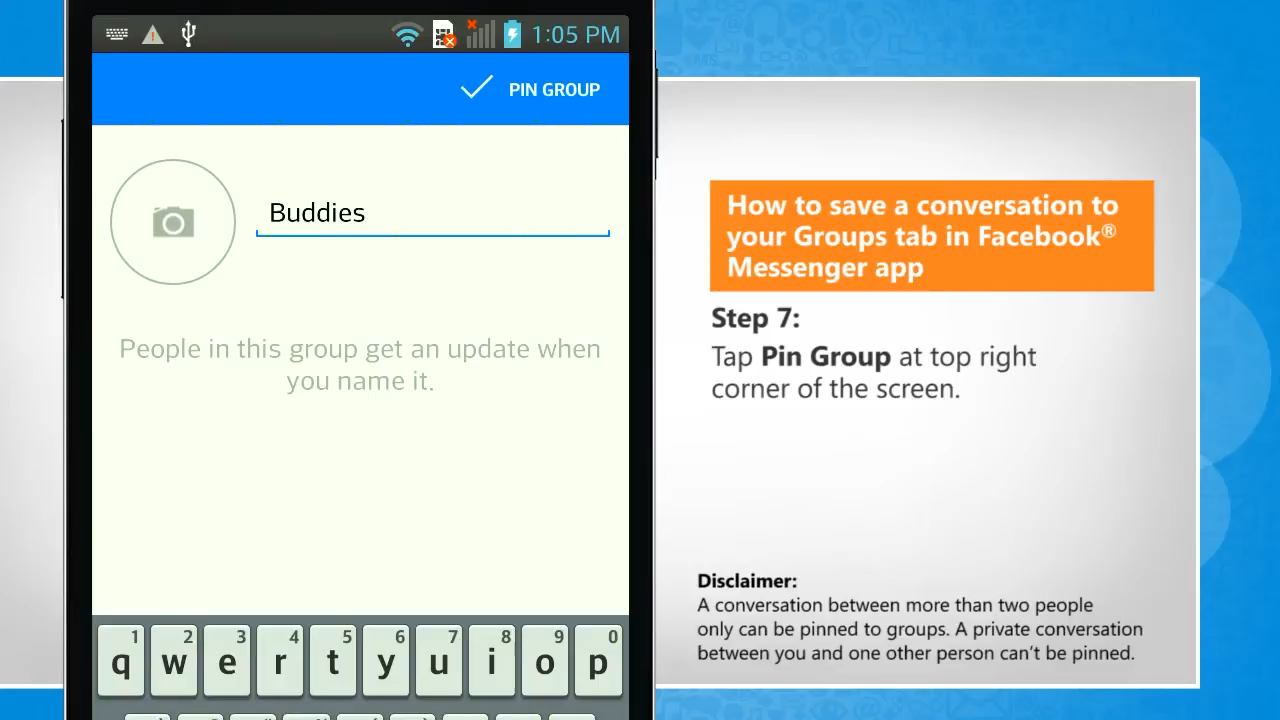 1:05 PM
PIN GROUP
Buddies
People in this group get an update when
you name it.
1 2 3 4 5 6 7 8 9 0
q w e r t y u i o p
How to save a conversation to
your Groups tab in Facebook®
Messenger app
Step 7:
Tap Pin Group at top right
corner of the screen.
Disclaimer:
A conversation between more than two people
only can be pinned to groups. A private conversation
between you and one other person can't be pinned.